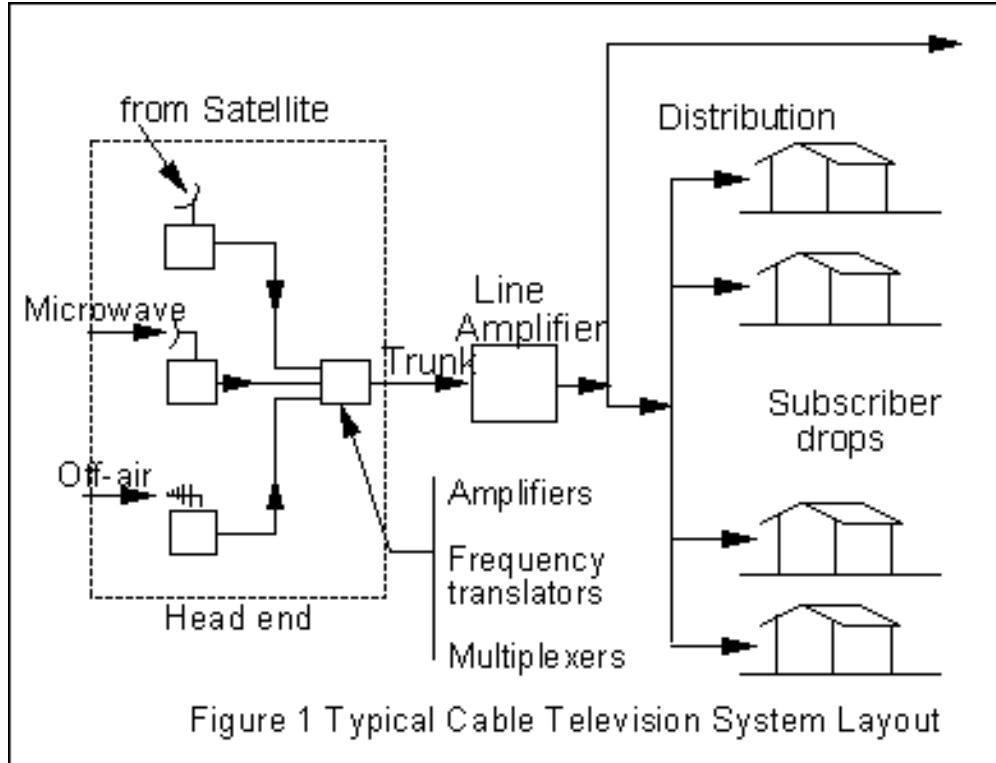 from Satellite
Distribution
Microwave
Line
Amplifier
Trunk
Subscriber
drops
Off-air
Amplifiers
Frequency
translators
Multiplexers
Head end
Figure 1 Typical Cable Television System Layout